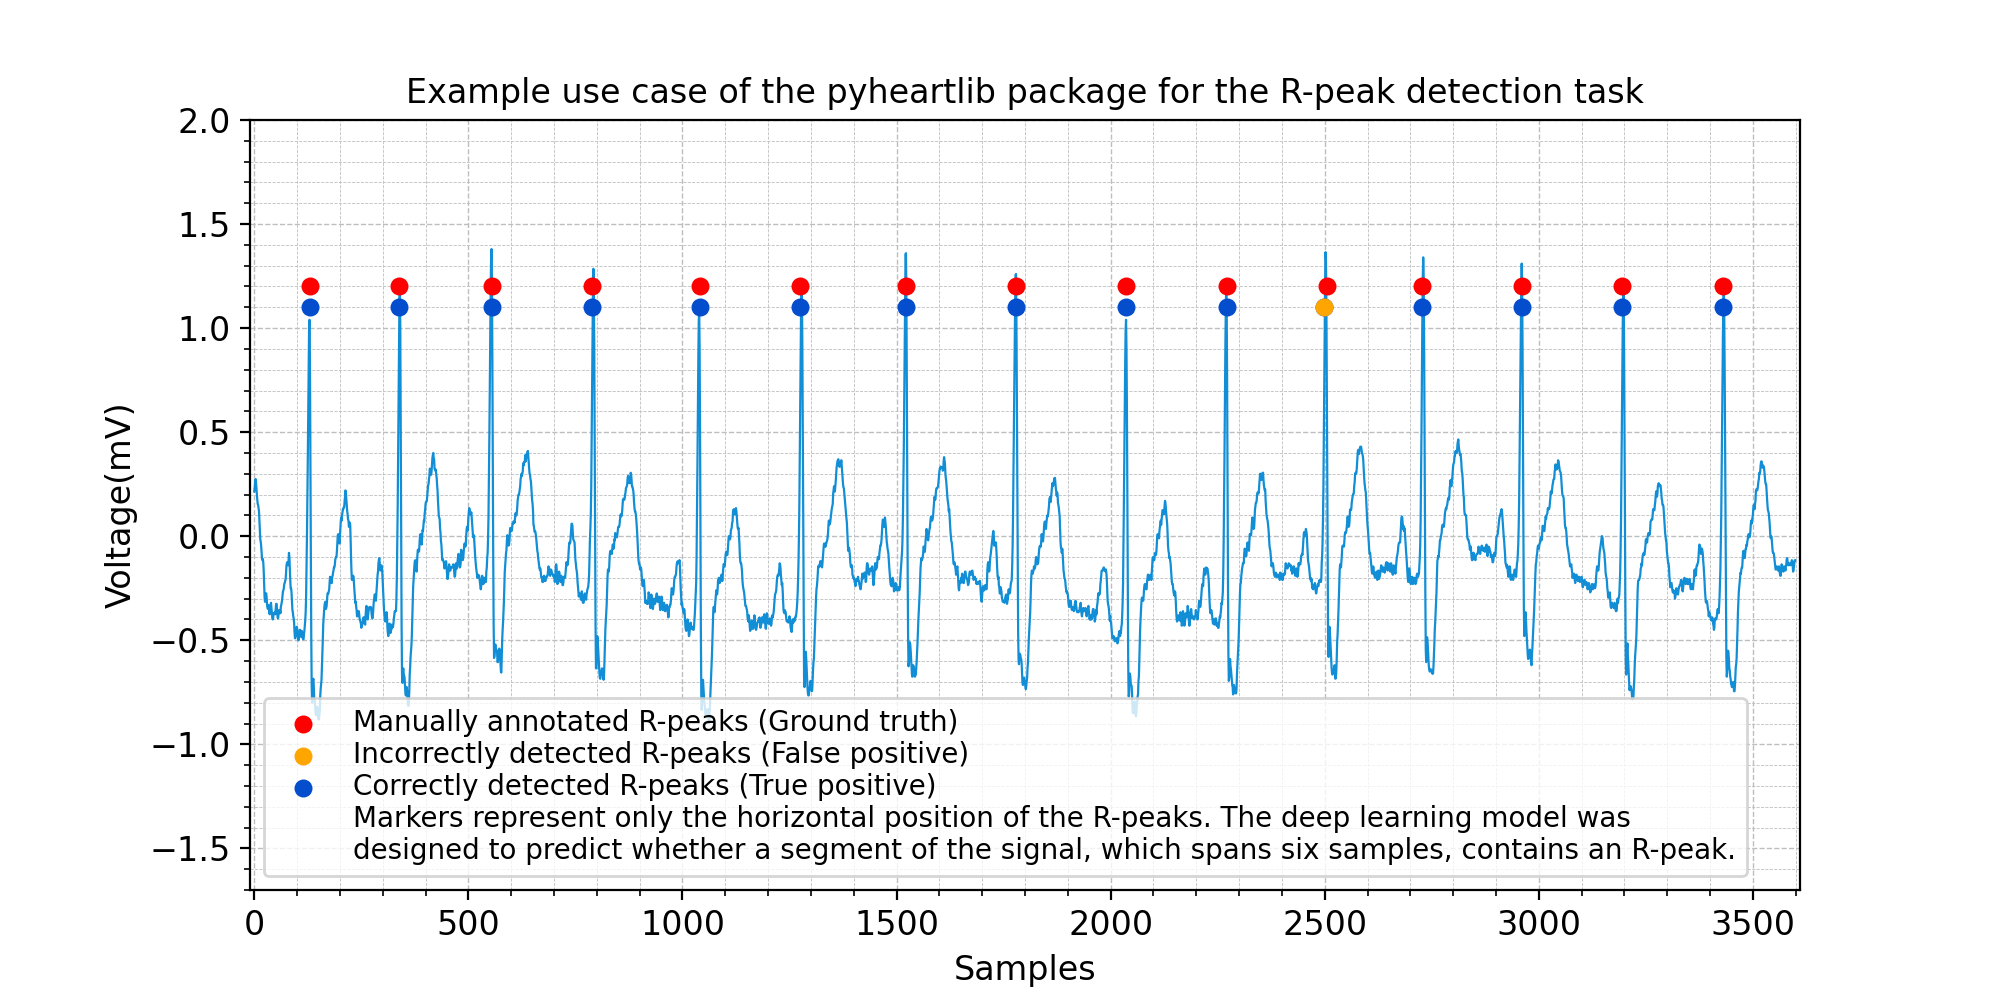 Example use case of the pyheartlib package for the R-peak detection task
2.0
1.5
1.0
0.5
0.0
−0.5
−1.0
−1.5
Voltage(mV)
Manually annotated R-peaks (Ground truth)
Incorrectly detected R-peaks (False positive)
Correctly detected R-peaks (True positive)
Markers represent only the horizontal position of the R-peaks. The deep learning model was
designed to predict whether a segment of the signal, which spans six samples, contains an R-peak.
0 500 1000 1500 2000 2500 3000 3500
Samples